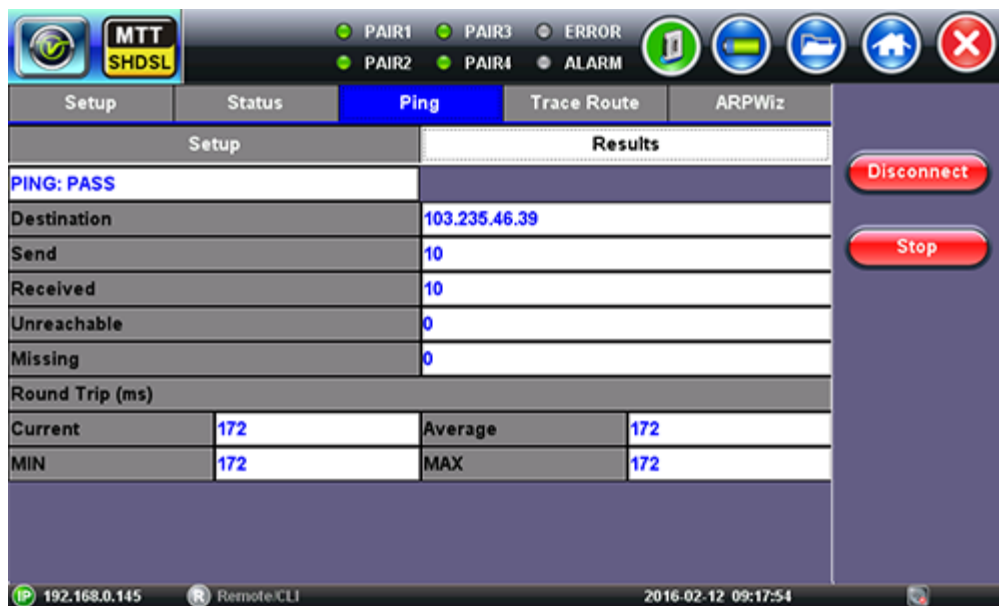 MTT
SHDSL
PAIR1 PAIR3 ERROR
PAIR2 PAIR4 ALARM
Setup Status Ping Trace Route ARPWiz
Setup Results
Disconnect
PING: PASS
Destination 103.235.46.39
Stop
Send 10
Received 10
Unreachable 0
Missing 0
Round Trip (ms)
Current 172 Average 172
MIN 172 MAX 172
IP 192.168.0.145 R Remote/CLI 2016-02-12 09:17:54